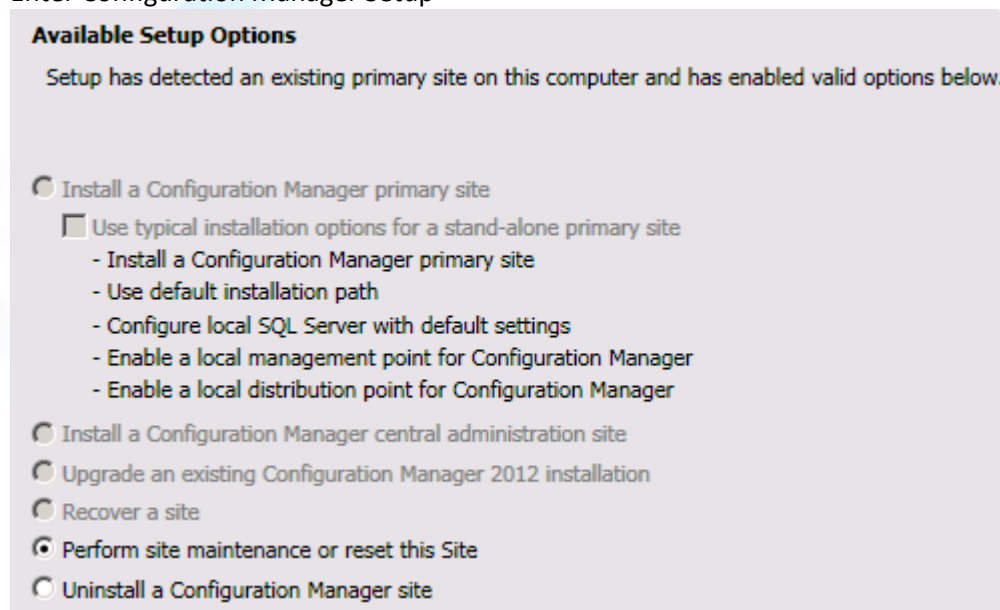 Enter Configuration Manager Setup
Available Setup Options
Setup has detected an existing primary site on this computer and has enabled valid options below.
Install a Configuration Manager primary site
Use typical installation options for a stand-alone primary site
- Install a Configuration Manager primary site
- Use default installation path
- Configure local SQL Server with default settings
- Enable a local management point for Configuration Manager
- Enable a local distribution point for Configuration Manager
Install a Configuration Manager central administration site
Upgrade an existing Configuration Manager 2012 installation
Recover a site
Perform site maintenance or reset this Site
Uninstall a Configuration Manager site